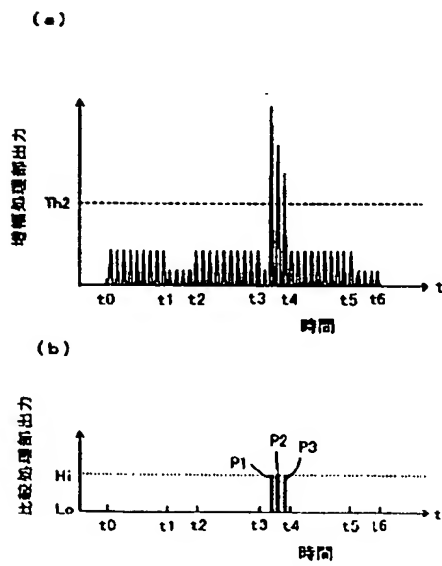 (a)
増幅処理部出力
Th2
t0 t1 t2 t3 t4 t5 t6 t
時間
(b)
比較処理部出力
P1 P2 P3
Hi
Lo
t0 t1 t2 t3 t4 t5 t6 t
時間